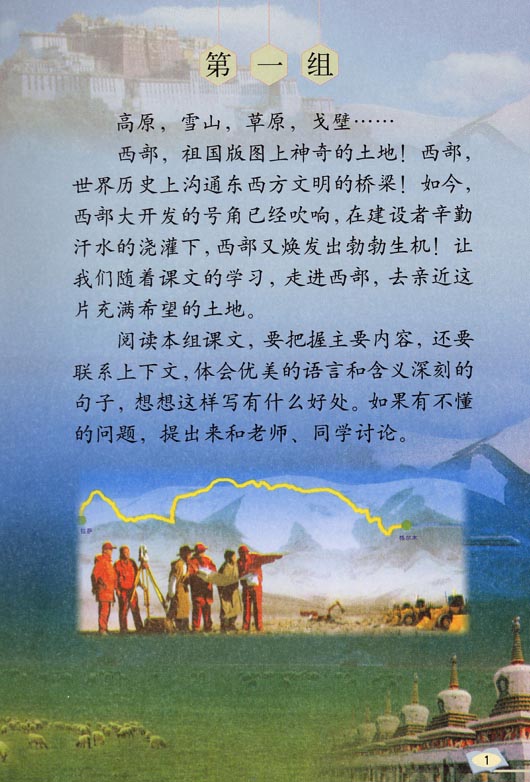 第一组
高原，雪山，草原，戈壁……
西部，祖国版图上神奇的土地！西部，
世界历史上沟通东西方文明的桥梁！如今，
西部大开发的号角已经吹响，在建设者辛勤
汗水的浇灌下，西部又焕发出勃勃生机！让
我们随着课文的学习，走进西部，去亲近这
片充满希望的土地。
阅读本组课文，要把握主要内容，还要
联系上下文，体会优美的语言和含义深刻的
句子，想想这样写有什么好处。如果有不懂
的问题，提出来和老师、同学讨论。
拉萨
格尔木
1